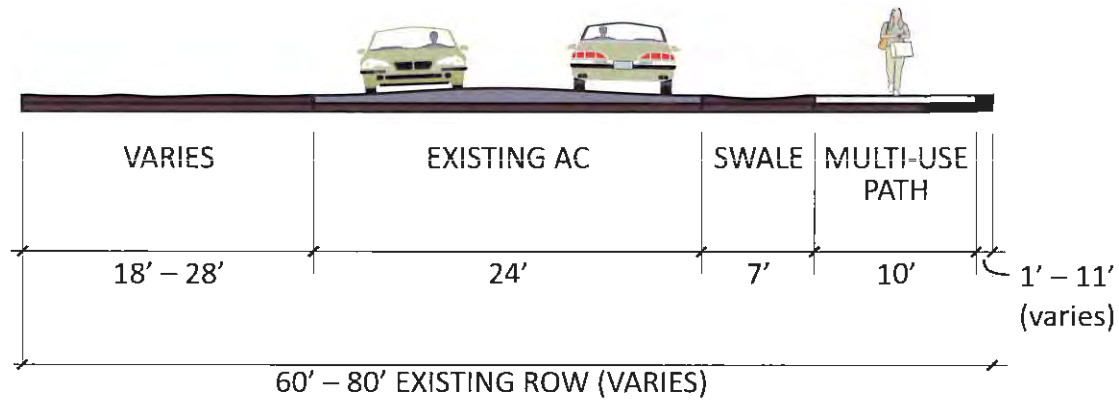 VARIES
EXISTING AC
SWALE
MULTI-USE
PATH
18’ – 28’
24’
7’
10’
1’ – 11’
(varies)
60’ – 80’ EXISTING ROW (VARIES)